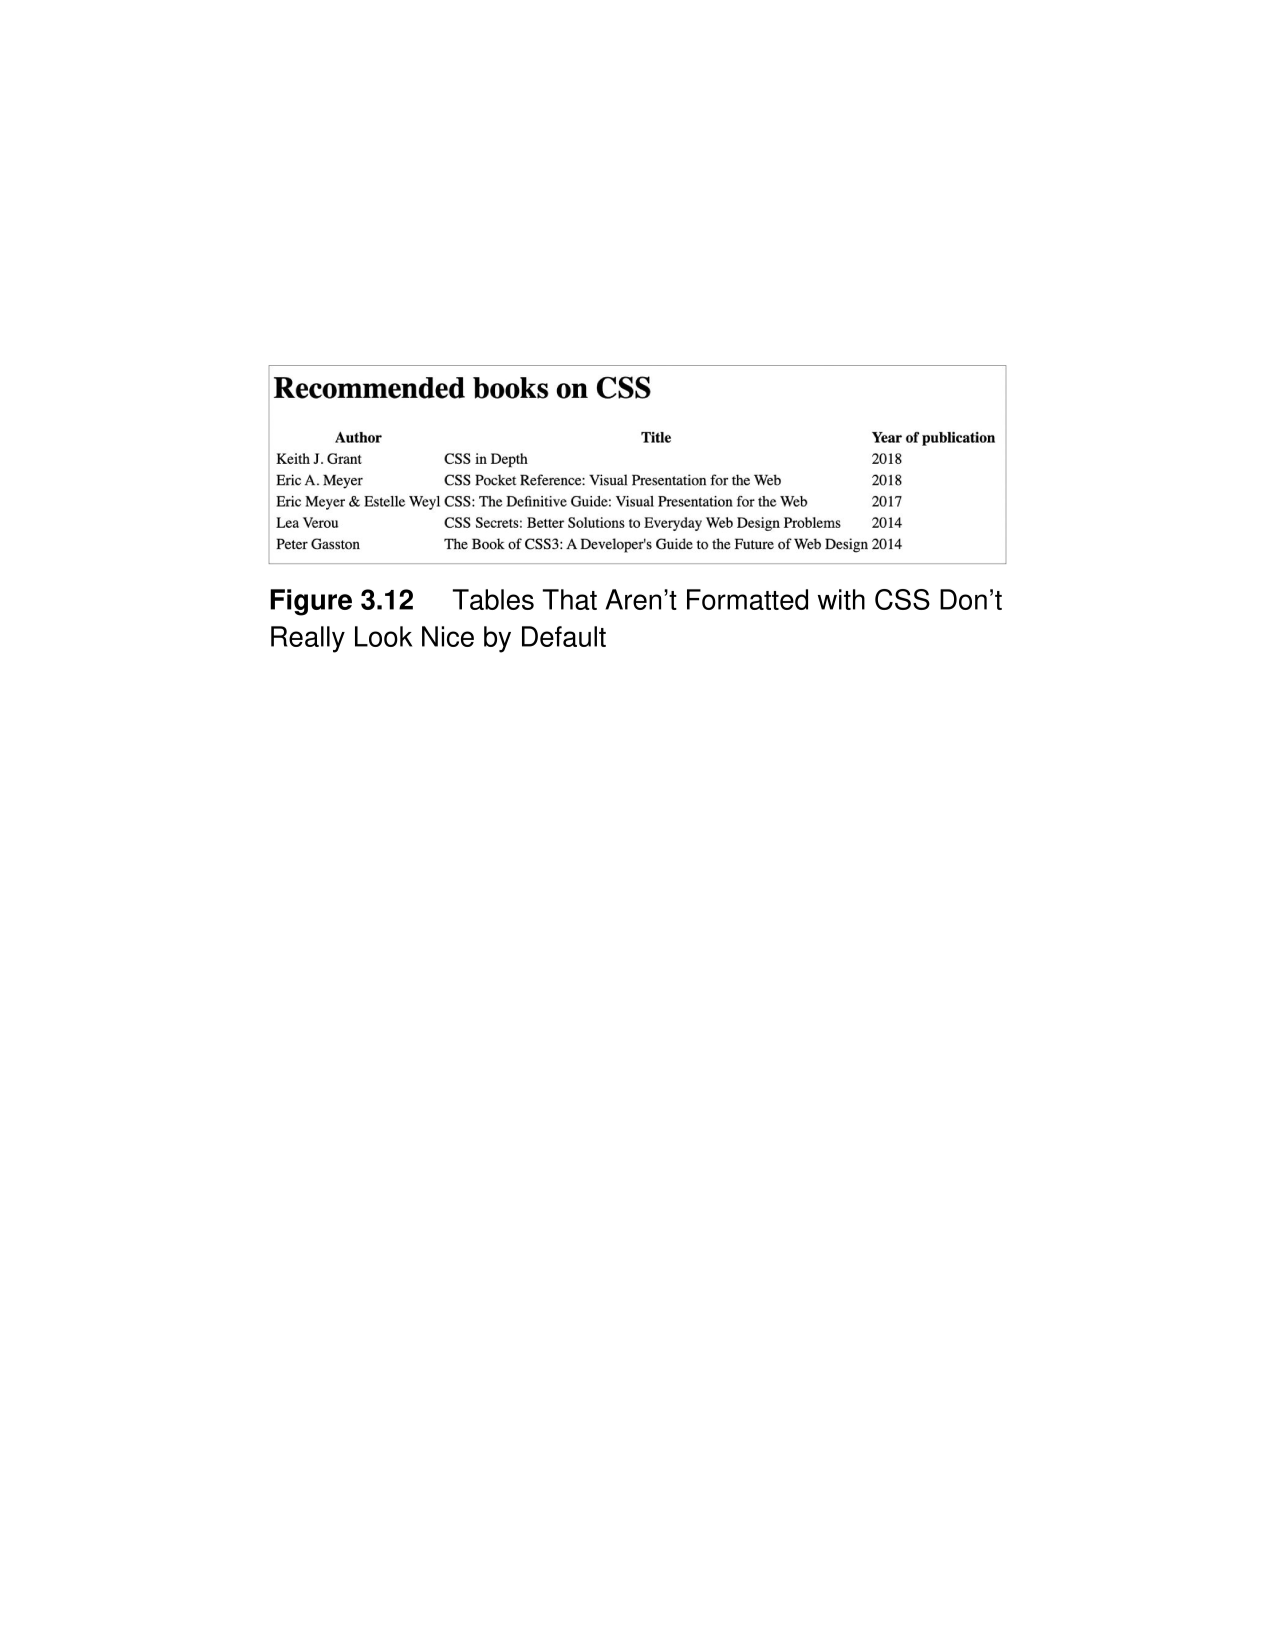 Recommended books on CSS
Author Title Year of publication
Keith J. Grant CSS in Depth 2018
Eric A. Meyer CSS Pocket Reference: Visual Presentation for the Web 2018
Eric Meyer & Estelle Weyl CSS: The Definitive Guide: Visual Presentation for the Web 2017
Lea Verou CSS Secrets: Better Solutions to Everyday Web Design Problems 2014
Peter Gasston The Book of CSS3: A Developer's Guide to the Future of Web Design 2014
Figure 3.12 Tables That Aren’t Formatted with CSS Don’t
Really Look Nice by Default